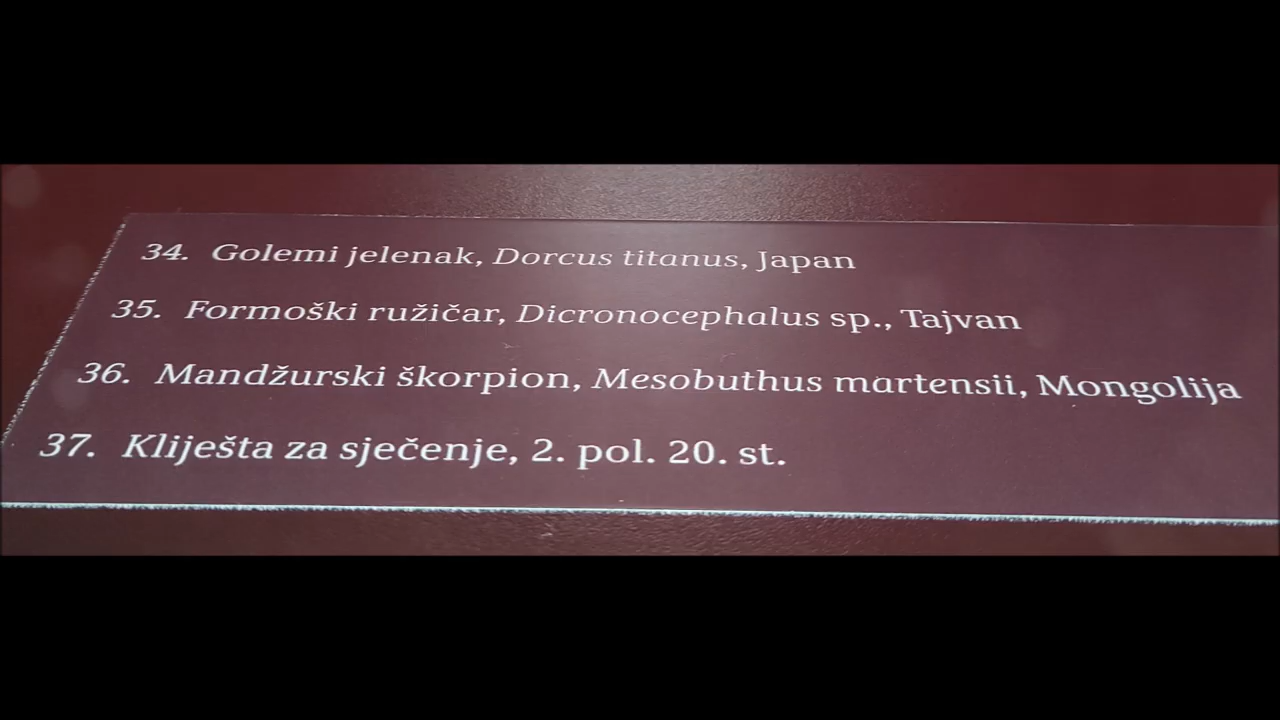 34. Golemi jelenak, Dorcus titanus, Japan
35. Formoški ružičar, Dicronocephalus sp., Tajvan
36. Mandžurski škorpion, Mesobuthus martensii, Mongolija
37. Kliješta za sječenje, 2. pol. 20. st.